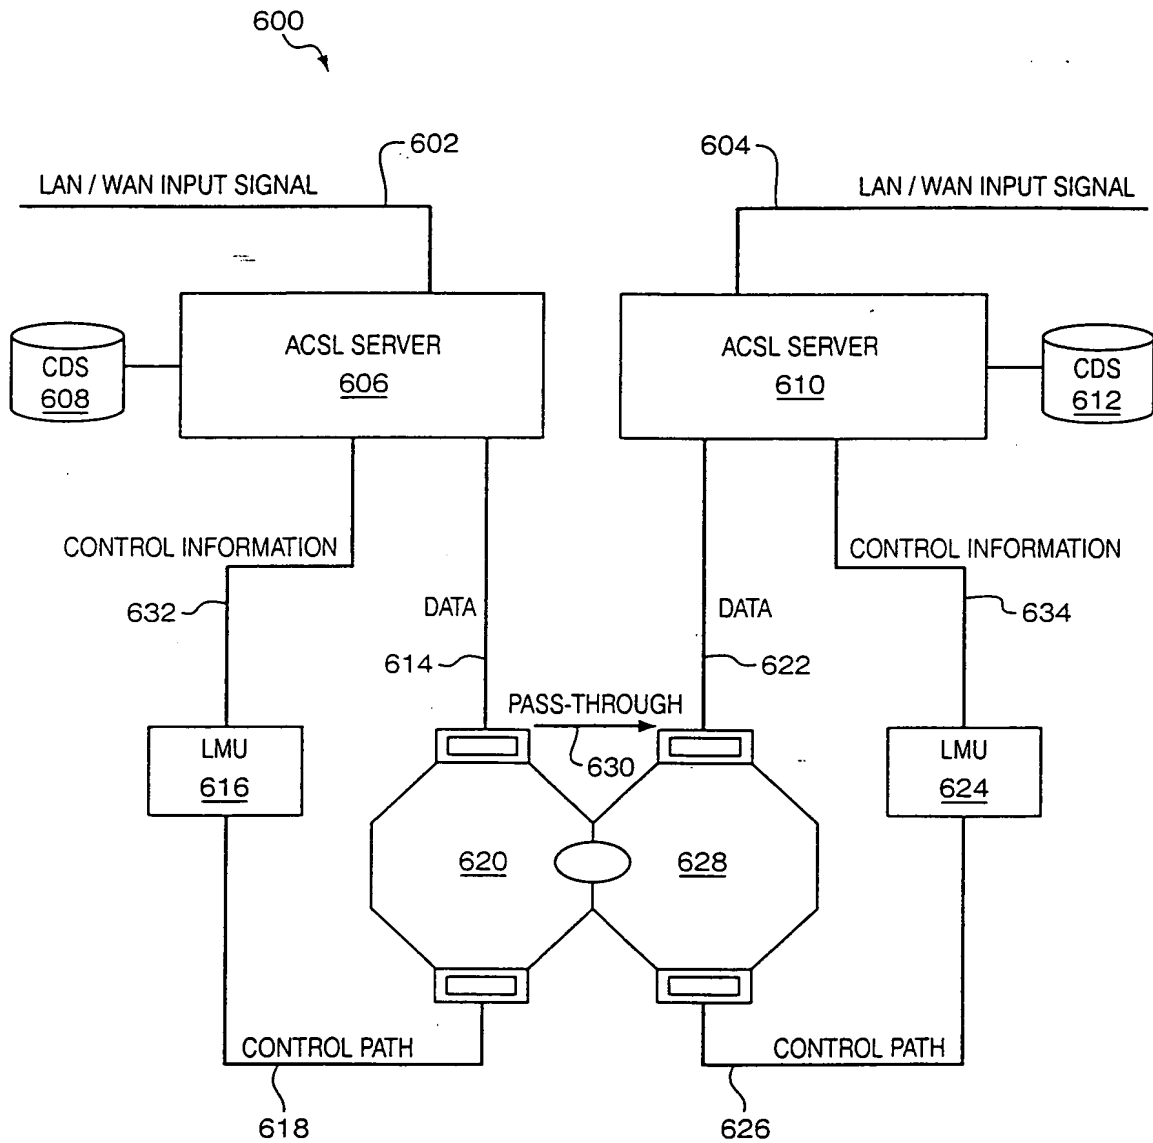 600
602
604
LAN / WAN INPUT SIGNAL
LAN / WAN INPUT SIGNAL
ACSL SERVER
606
ACSL SERVER
610
CDS
608
CDS
612
CONTROL INFORMATION
CONTROL INFORMATION
632
DATA
DATA
634
614
622
PASS-THROUGH
630
LMU
616
LMU
624
620
628
CONTROL PATH
CONTROL PATH
618
626